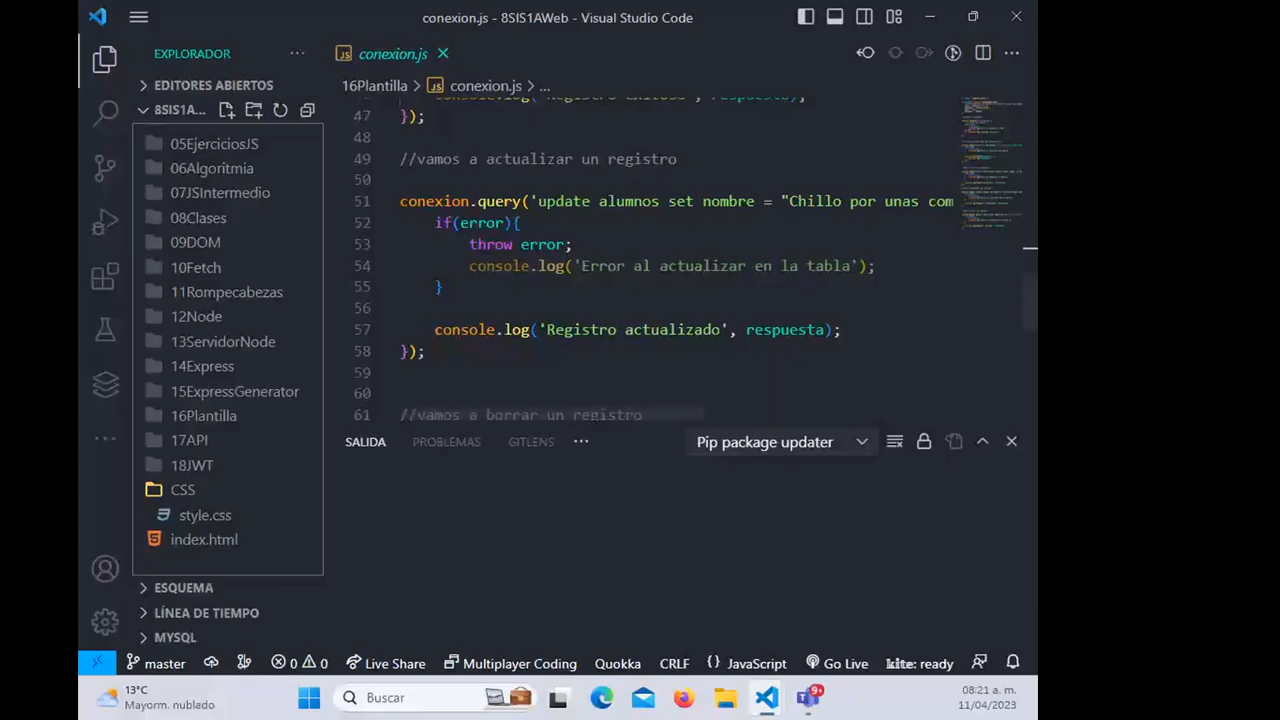 conexion.js - 8SIS1AWeb - Visual Studio Code
EXPLORADOR
EDITORES ABIERTOS
8SIS1A...
05EjerciciosJS
06Algoritmia
07JSIntermedio
08Clases
09DOM
10Fetch
11Rompecabezas
12Node
13ServidorNode
14Express
15ExpressGenerator
16Plantilla
17API
18JWT
CSS
style.css
index.html
ESQUEMA
LÍNEA DE TIEMPO
MYSQL
JS conexion.js
16Plantilla > JS conexion.js > ...
47 });
48
49 //vamos a actualizar un registro
50
51 conexion.query('update alumnos set nombre = "Chillo por unas com
52 if(error){
53 throw error;
54 console.log('Error al actualizar en la tabla');
55 }
56
57 console.log('Registro actualizado', respuesta);
58 });
59
60
61 //vamos a borrar un registro
SALIDA PROBLEMAS GITLENS ... Pip package updater
master 0 0 Live Share Multiplayer Coding Quokka CRLF {} JavaScript Go Live kite: ready
13°C
Mayorm. nublado
Buscar
9+
08:21 a. m.
11/04/2023